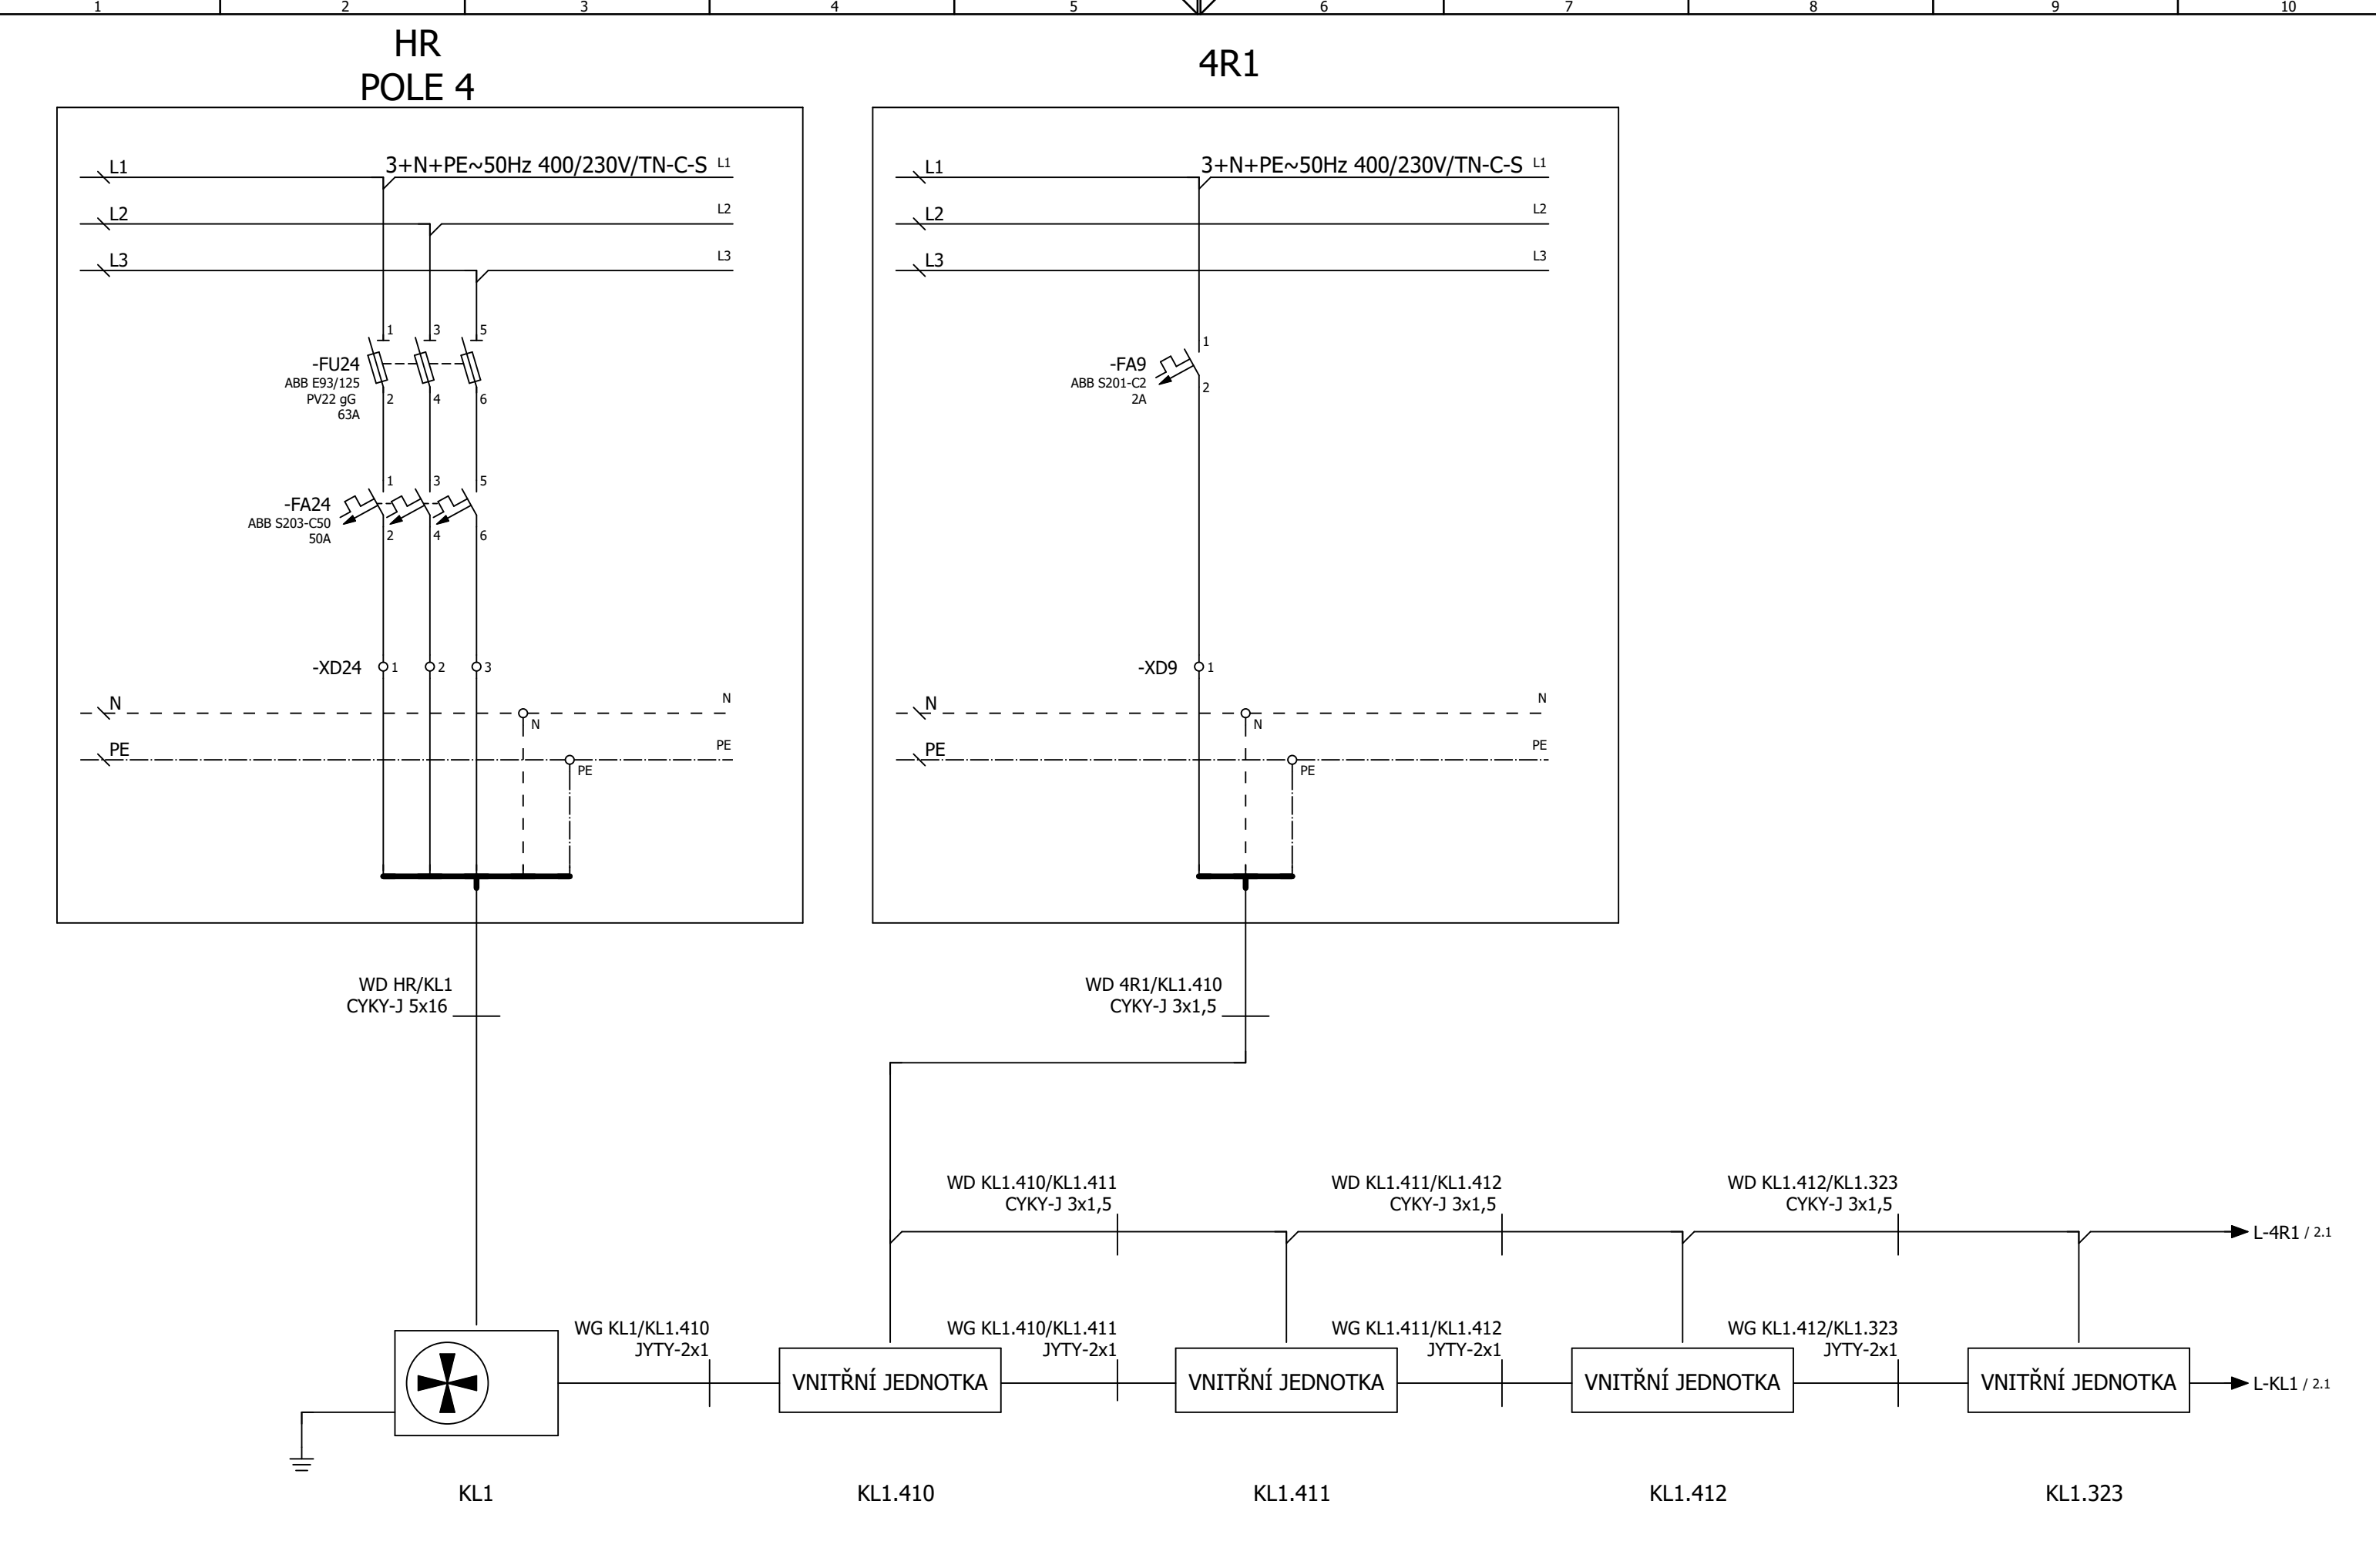 1 2 3 4 5 6 7 8 9 10
HR
POLE 4
4R1
L1 3+N+PE~50Hz 400/230V/TN-C-S L1
L2 L2
L3 L3
1 3 5
-FU24
ABB E93/125
PV22 gG
63A
2 4 6
1 3 5
-FA24
ABB S203-C50
50A
2 4 6
-XD24 1 2 3
N N
N
PE PE
PE
L1 3+N+PE~50Hz 400/230V/TN-C-S L1
L2 L2
L3 L3
1
-FA9
ABB S201-C2
2A
2
-XD9 1
N N
N
PE PE
PE
WD HR/KL1
CYKY-J 5x16
WD 4R1/KL1.410
CYKY-J 3x1,5
WD KL1.410/KL1.411
CYKY-J 3x1,5
WD KL1.411/KL1.412
CYKY-J 3x1,5
WD KL1.412/KL1.323
CYKY-J 3x1,5
L-4R1 / 2.1
WG KL1/KL1.410
JYTY-2x1
WG KL1.410/KL1.411
JYTY-2x1
WG KL1.411/KL1.412
JYTY-2x1
WG KL1.412/KL1.323
JYTY-2x1
VNITŘNÍ JEDNOTKA VNITŘNÍ JEDNOTKA VNITŘNÍ JEDNOTKA VNITŘNÍ JEDNOTKA L-KL1 / 2.1
KL1 KL1.410 KL1.411 KL1.412 KL1.323